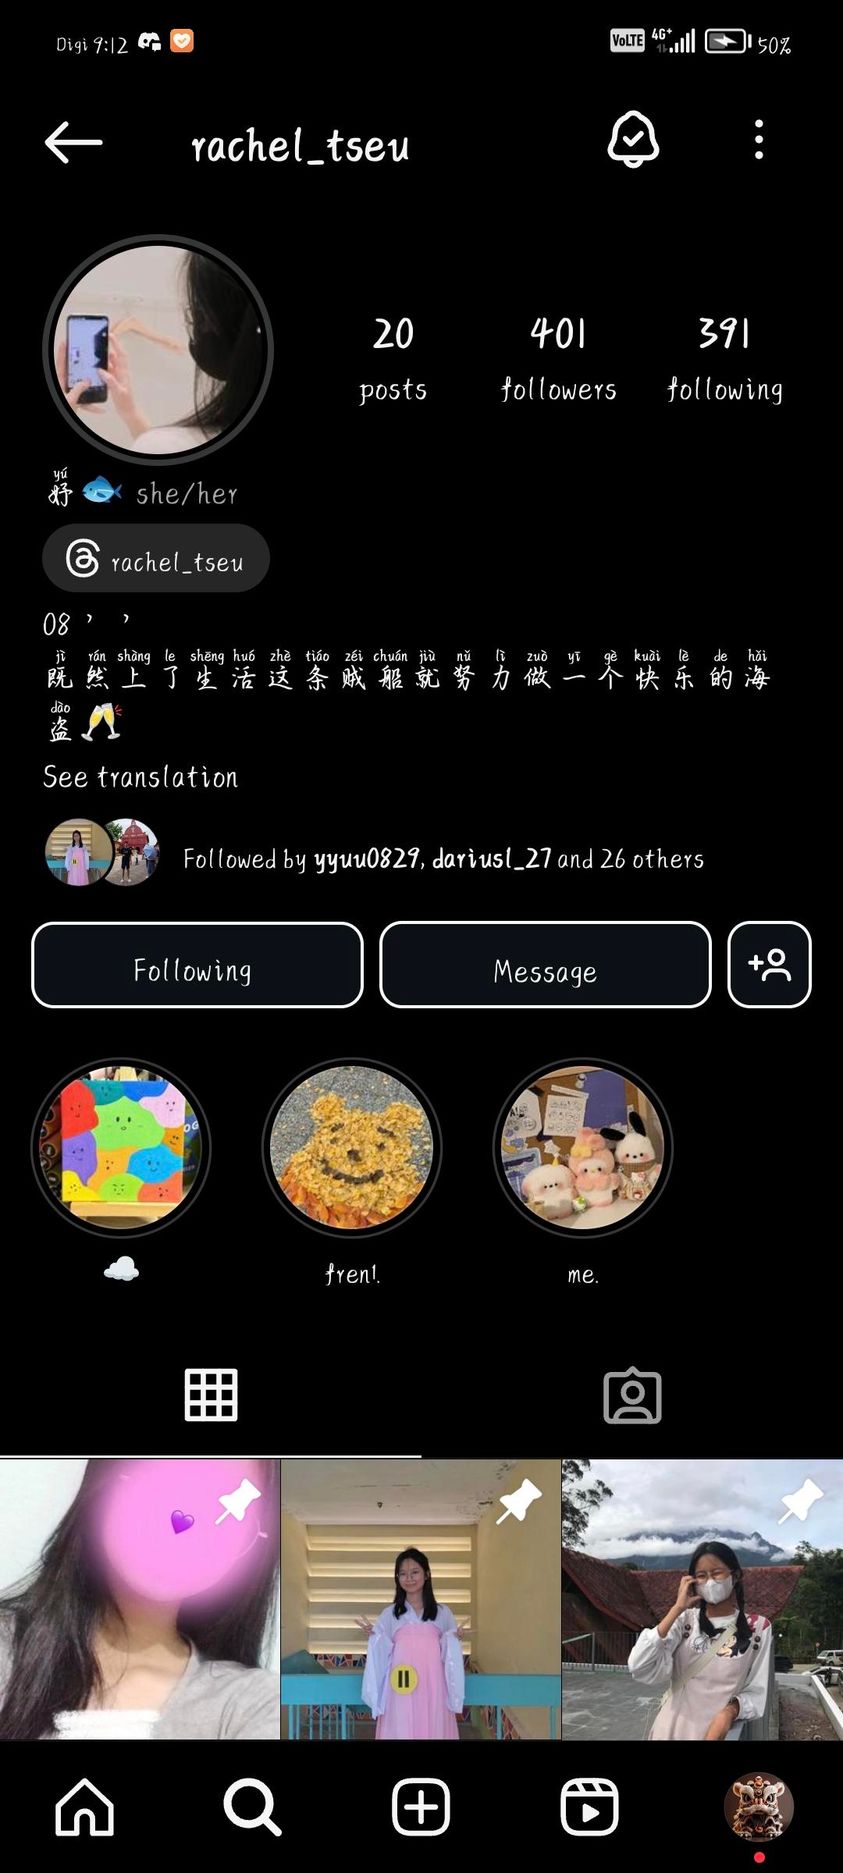 Digi 9:12 VoLTE 4G+ 50%
rachel_tseu
20 401 391
posts followers following
yú
妤🐟 she/her
rachel_tseu
08 ’ ’
jì rán shàng le shēng huó zhè tiáo zéi chuán jiù nǔ lì zuò yī gè kuài lè de hǎi
既然上了生活这条贼船就努力做一个快乐的海
dào
盗🥂
See translation
Followed by yyuu0829, dariusl_27 and 26 others
Following Message
☁️ fren!. me.